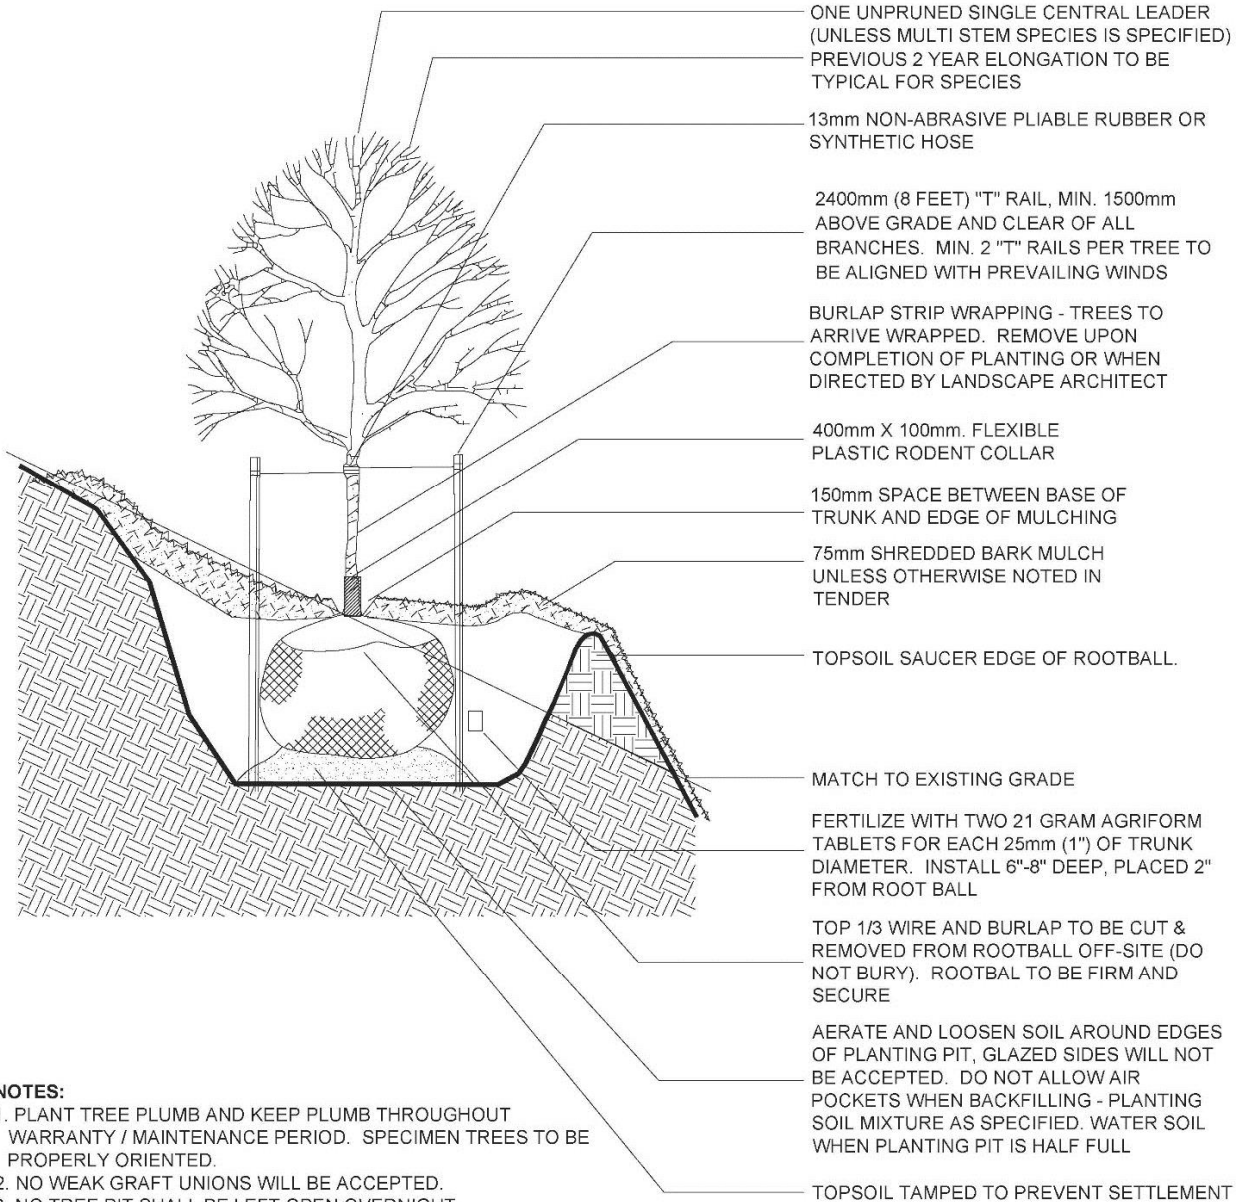 ONE UNPRUNED SINGLE CENTRAL LEADER
(UNLESS MULTI STEM SPECIES IS SPECIFIED)
PREVIOUS 2 YEAR ELONGATION TO BE
TYPICAL FOR SPECIES
13mm NON-ABRASIVE PLIABLE RUBBER OR
SYNTHETIC HOSE
2400mm (8 FEET) "T" RAIL, MIN. 1500mm
ABOVE GRADE AND CLEAR OF ALL
BRANCHES. MIN. 2 "T" RAILS PER TREE TO
BE ALIGNED WITH PREVAILING WINDS
BURLAP STRIP WRAPPING - TREES TO
ARRIVE WRAPPED. REMOVE UPON
COMPLETION OF PLANTING OR WHEN
DIRECTED BY LANDSCAPE ARCHITECT
400mm X 100mm. FLEXIBLE
PLASTIC RODENT COLLAR
150mm SPACE BETWEEN BASE OF
TRUNK AND EDGE OF MULCHING
75mm SHREDDED BARK MULCH
UNLESS OTHERWISE NOTED IN
TENDER
TOPSOIL SAUCER EDGE OF ROOTBALL.
MATCH TO EXISTING GRADE
FERTILIZE WITH TWO 21 GRAM AGRIFORM
TABLETS FOR EACH 25mm (1") OF TRUNK
DIAMETER. INSTALL 6"-8" DEEP, PLACED 2"
FROM ROOT BALL
TOP 1/3 WIRE AND BURLAP TO BE CUT &
REMOVED FROM ROOTBALL OFF-SITE (DO
NOT BURY). ROOTBAL TO BE FIRM AND
SECURE
AERATE AND LOOSEN SOIL AROUND EDGES
OF PLANTING PIT, GLAZED SIDES WILL NOT
BE ACCEPTED. DO NOT ALLOW AIR
POCKETS WHEN BACKFILLING - PLANTING
SOIL MIXTURE AS SPECIFIED. WATER SOIL
WHEN PLANTING PIT IS HALF FULL
TOPSOIL TAMPED TO PREVENT SETTLEMENT
NOTES:
1. PLANT TREE PLUMB AND KEEP PLUMB THROUGHOUT
WARRANTY / MAINTENANCE PERIOD. SPECIMEN TREES TO BE
PROPERLY ORIENTED.
2. NO WEAK GRAFT UNIONS WILL BE ACCEPTED.
NO TREE PIT SHALL BE LEFT OPEN OVERNIGHT